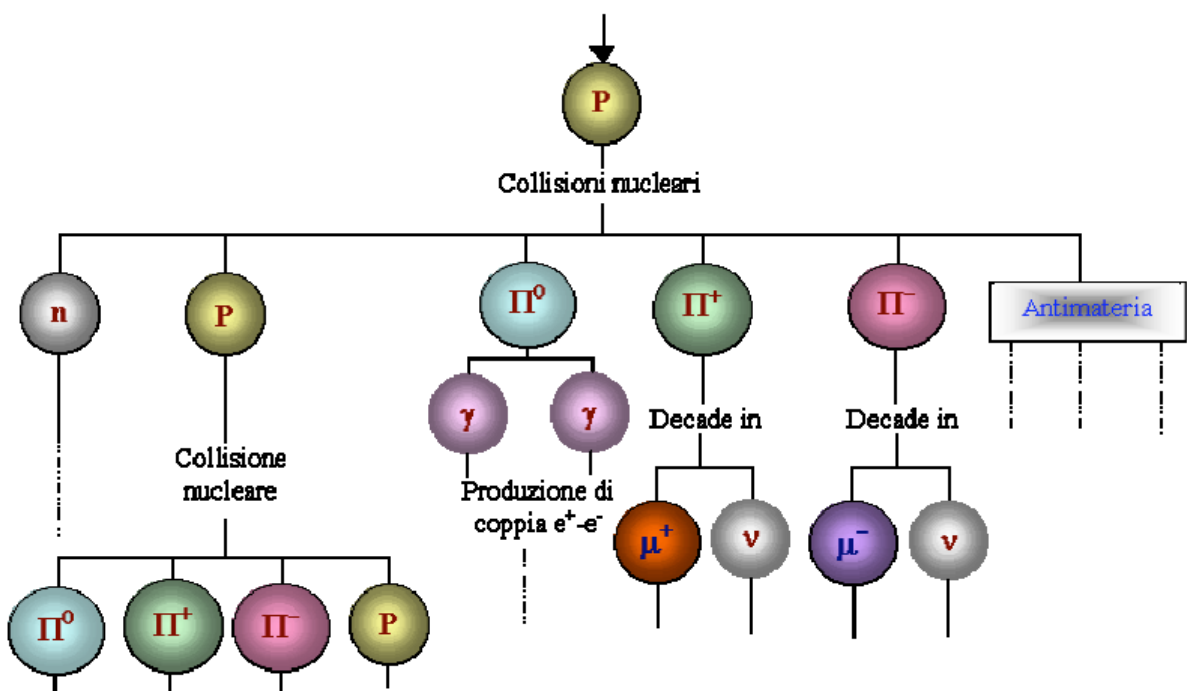 P
Collisioni nucleari
n
P
Π⁰
Π⁺
Π⁻
Antimateria
γ
γ
Decade in
Decade in
Collisione
nucleare
Produzione di
coppia e⁺-e⁻
μ⁺
ν
μ⁻
ν
Π⁰
Π⁺
Π⁻
P